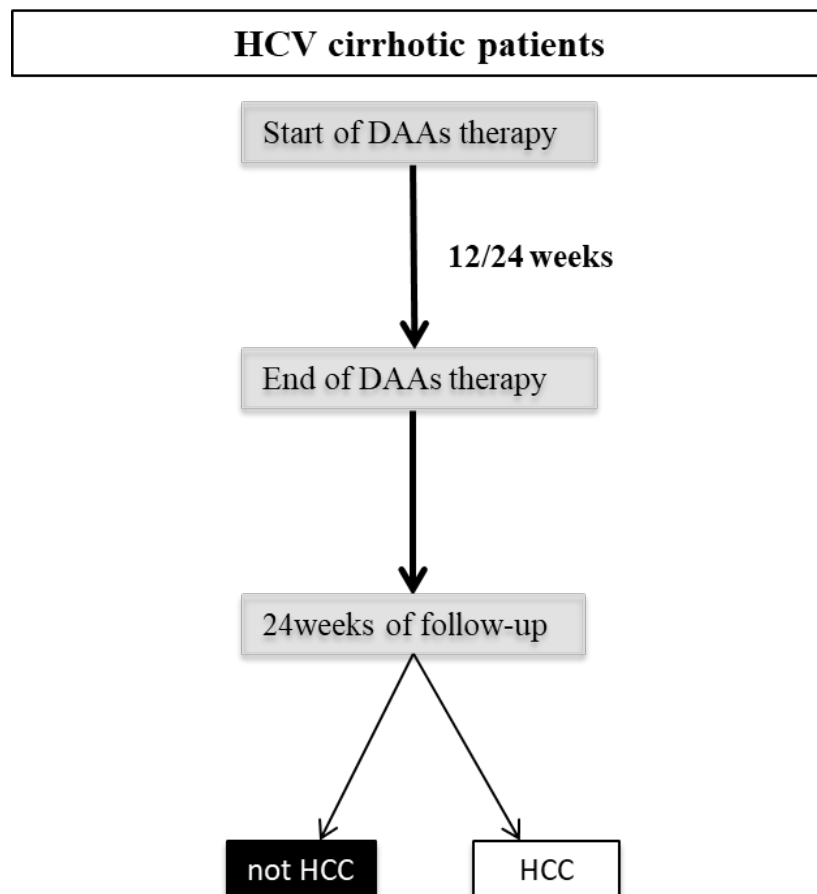 HCV cirrhotic patients
Start of DAAs therapy
12/24 weeks
End of DAAs therapy
24weeks of follow-up
not HCC
HCC